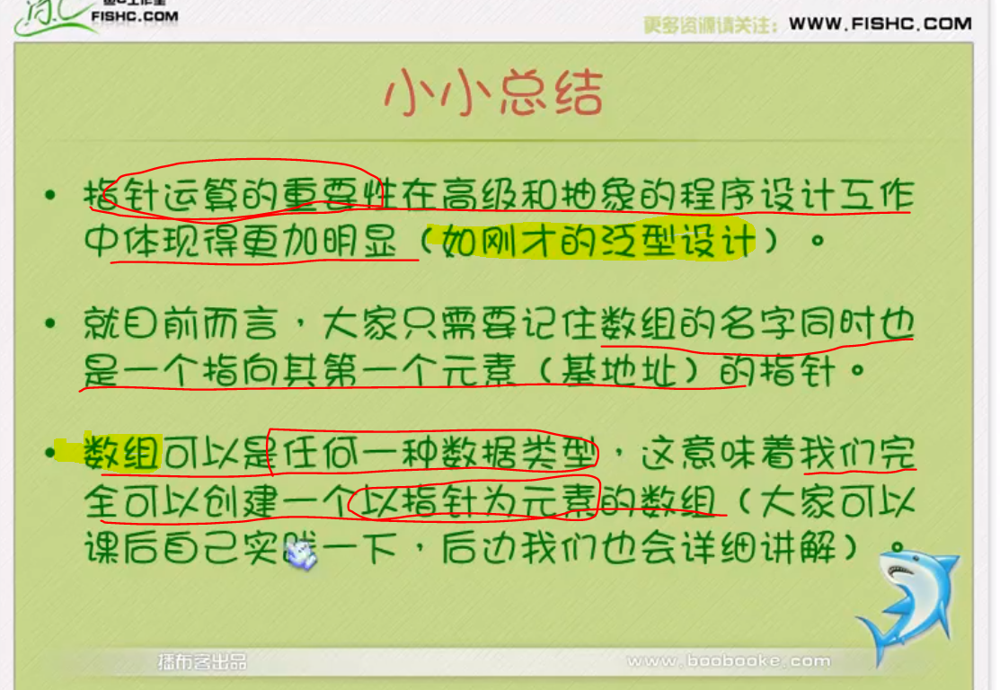 FISHC.COM
更多资源请关注: WWW.FISHC.COM
小小总结
• 指针运算的重要性在高级和抽象的程序设计工作
中体现得更加明显（如刚才的泛型设计）。
• 就目前而言，大家只需要记住数组的名字同时也
是一个指向其第一个元素（基地址）的指针。
• 数组可以是任何一种数据类型，这意味着我们完
全可以创建一个以指针为元素的数组（大家可以
课后自己实践一下，后边我们也会详细讲解）。
播布客出品
www.boobooke.com